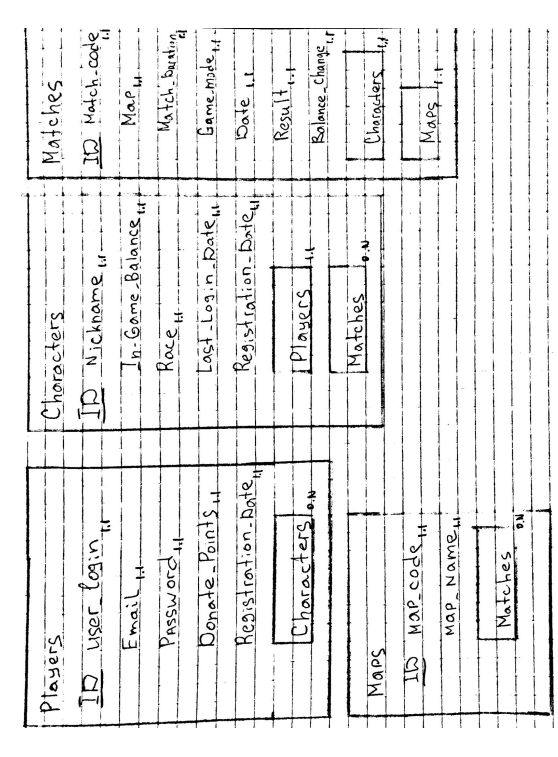 Players
ID User_login 1,1
Email 1,1
Password 1,1
Donate_Points 1,1
Registration_Date 1,1
Characters 0,N
Characters
ID Nickname 1,1
In-Game_Balance 1,1
Race 1,1
Last_Login_Date 1,1
Registration_Date 1,1
Players 1,1
Matches 0,N
Matches
ID Match_code 1,1
Map 1,1
Match_Duration 1,1
Game_mode 1,1
Date 1,1
Result 1,1
Balance_Change 1,1
Characters 1,1
Maps 1,1
Maps
ID Map_code 1,1
Map_Name 1,1
Matches 0,N